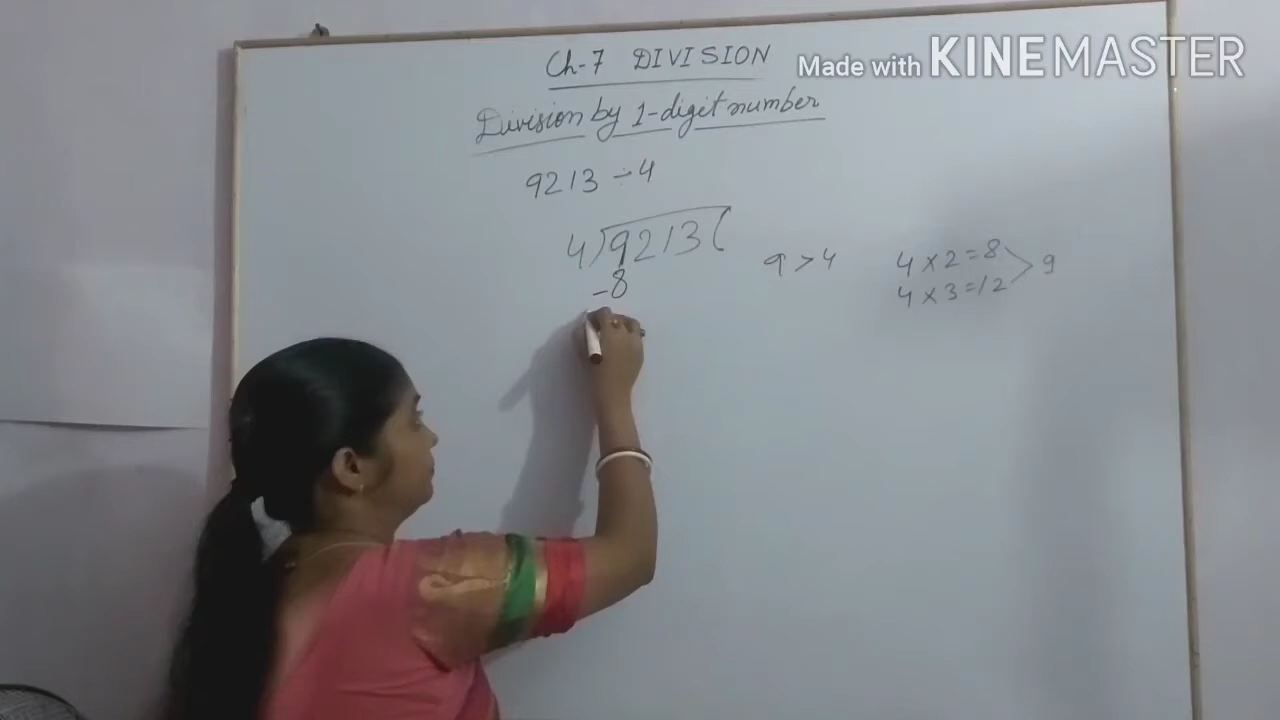 Made with KINEMASTER
Ch-7 DIVISION
Division by 1-digit number
9213 ÷ 4
4)9213(
-8
9 > 4
4 × 2 = 8
4 × 3 = 12
9